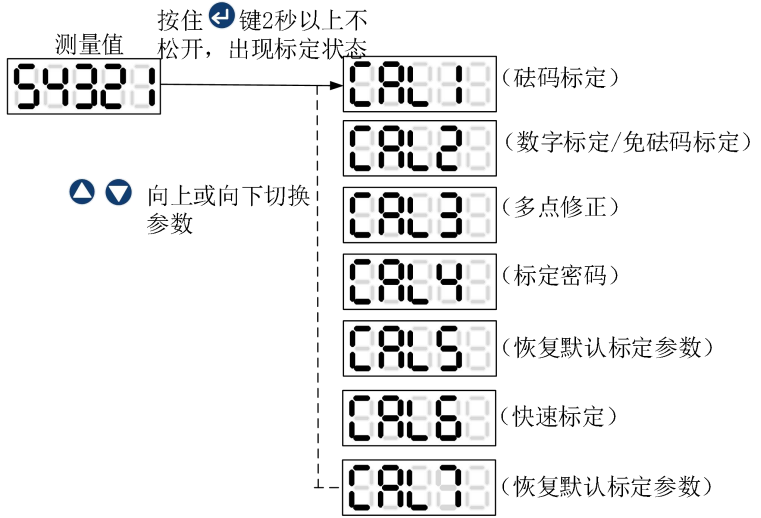 按住键2秒以上不
松开，出现标定状态
测量值
54321
CAL1
（砝码标定）
CAL2
（数字标定/免砝码标定）
向上或向下切换
参数
CAL3
（多点修正）
CAL4
（标定密码）
CAL5
（恢复默认标定参数）
CAL6
（快速标定）
CAL7
（恢复默认标定参数）